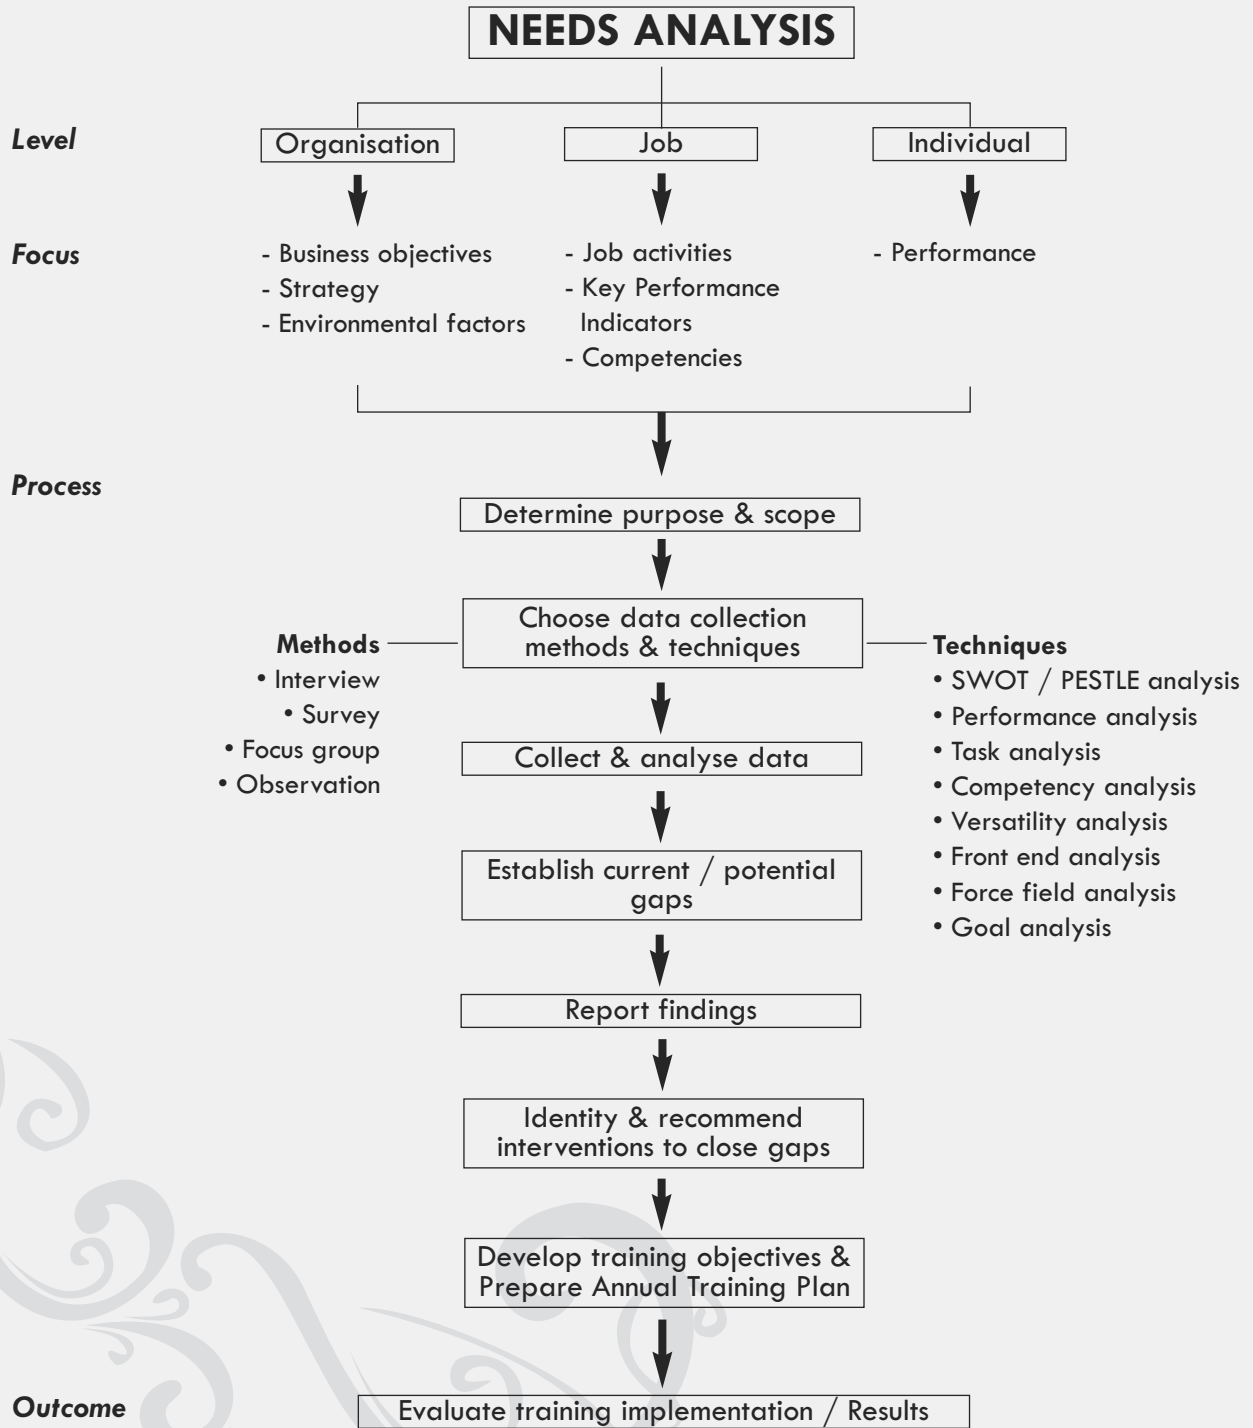 NEEDS ANALYSIS
Level
Organisation
Job
Individual
Focus
- Business objectives
- Strategy
- Environmental factors
- Job activities
- Key Performance
Indicators
- Competencies
- Performance
Process
Determine purpose & scope
Choose data collection
methods & techniques
Methods
• Interview
• Survey
• Focus group
• Observation
Techniques
• SWOT / PESTLE analysis
• Performance analysis
• Task analysis
• Competency analysis
• Versatility analysis
• Front end analysis
• Force field analysis
• Goal analysis
Collect & analyse data
Establish current / potential
gaps
Report findings
Identity & recommend
interventions to close gaps
Develop training objectives &
Prepare Annual Training Plan
Outcome
Evaluate training implementation / Results